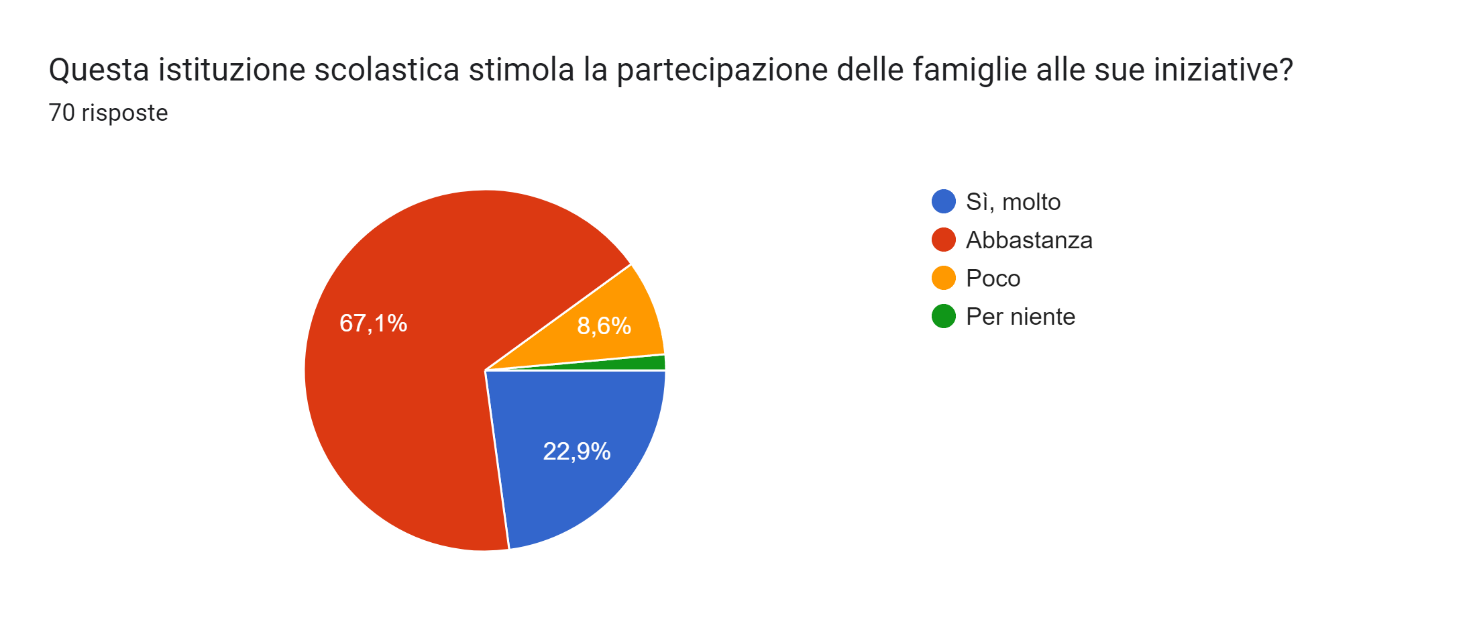 Questa istituzione scolastica stimola la partecipazione delle famiglie alle sue iniziative?
70 risposte
Sì, molto
Abbastanza
Poco
Per niente
67,1%
8,6%
22,9%